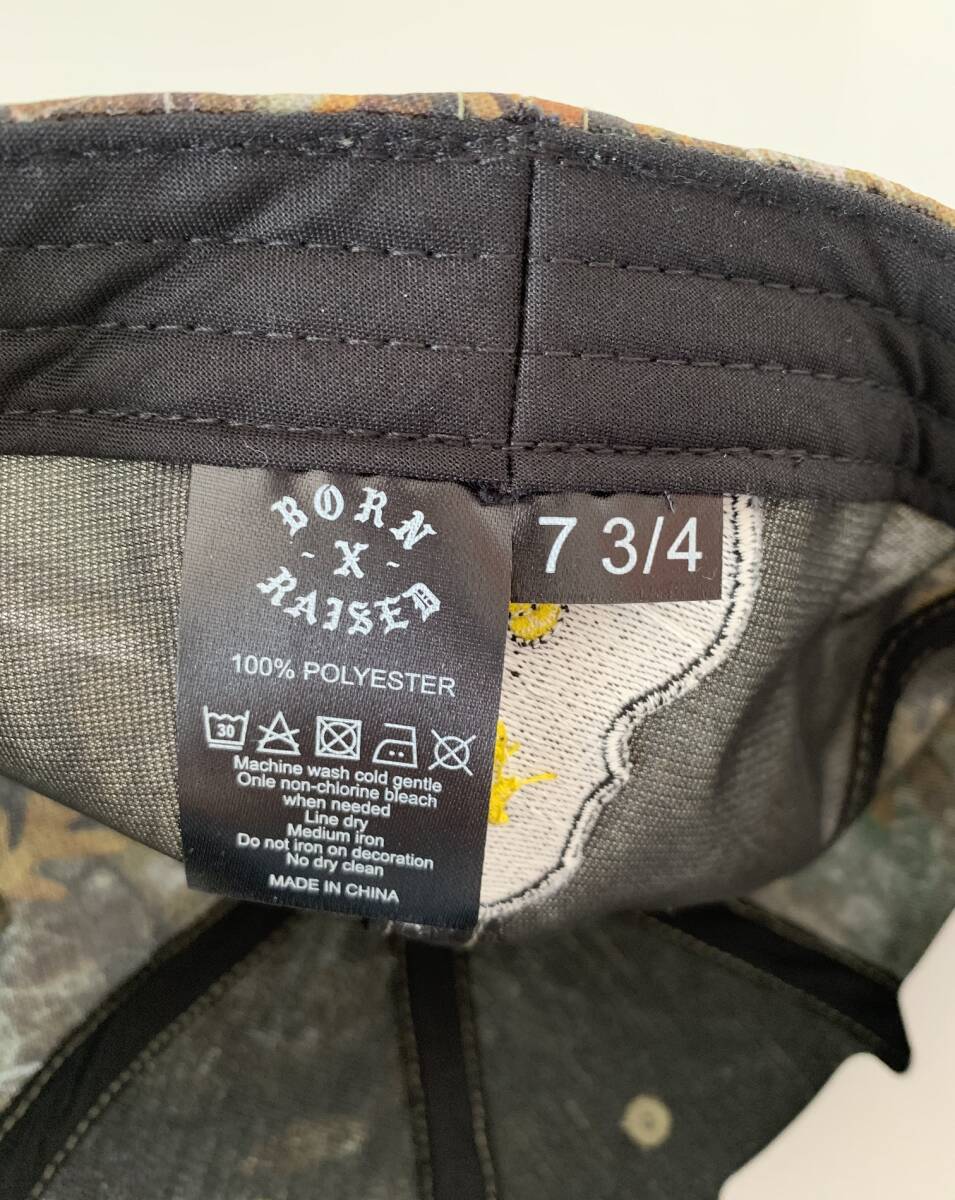 BORN
- X -
RAISED
7 3/4
100% POLYESTER
30
Machine wash cold gentle
Onle non-chlorine bleach
when needed
Line dry
Medium iron
Do not iron on decoration
No dry clean
MADE IN CHINA